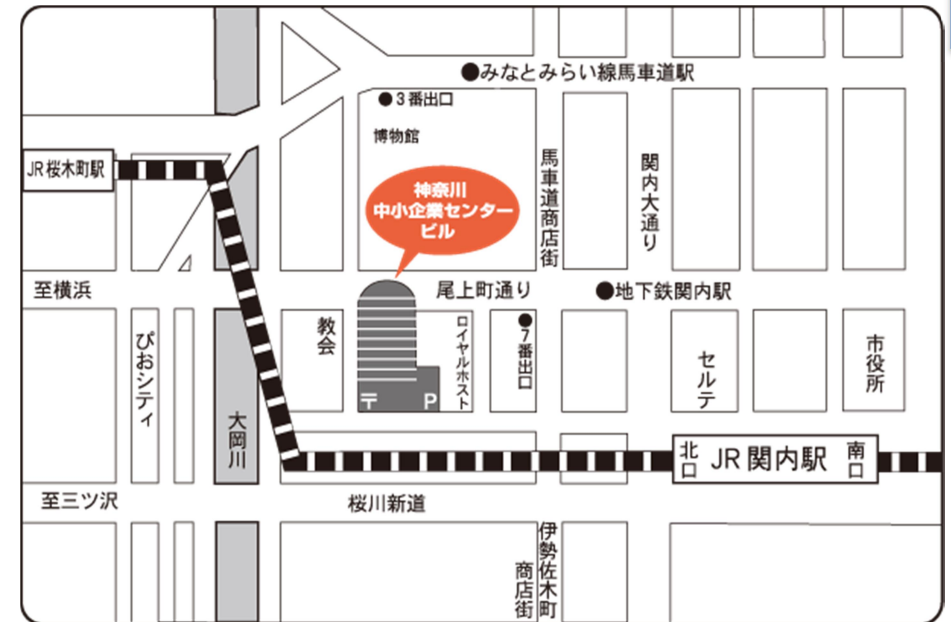 ●みなとみらい線馬車道駅
●3番出口
博物館
JR桜木町駅
神奈川
中小企業センター
ビル
馬車道商店街
関内大通り
至横浜
尾上町通り
●地下鉄関内駅
ぴおシティ
大岡川
教会
ロイヤルホスト
●7番出口
セルテ
市役所
〒
P
北口
JR関内駅
南口
至三ツ沢
桜川新道
伊勢佐木町
商店街